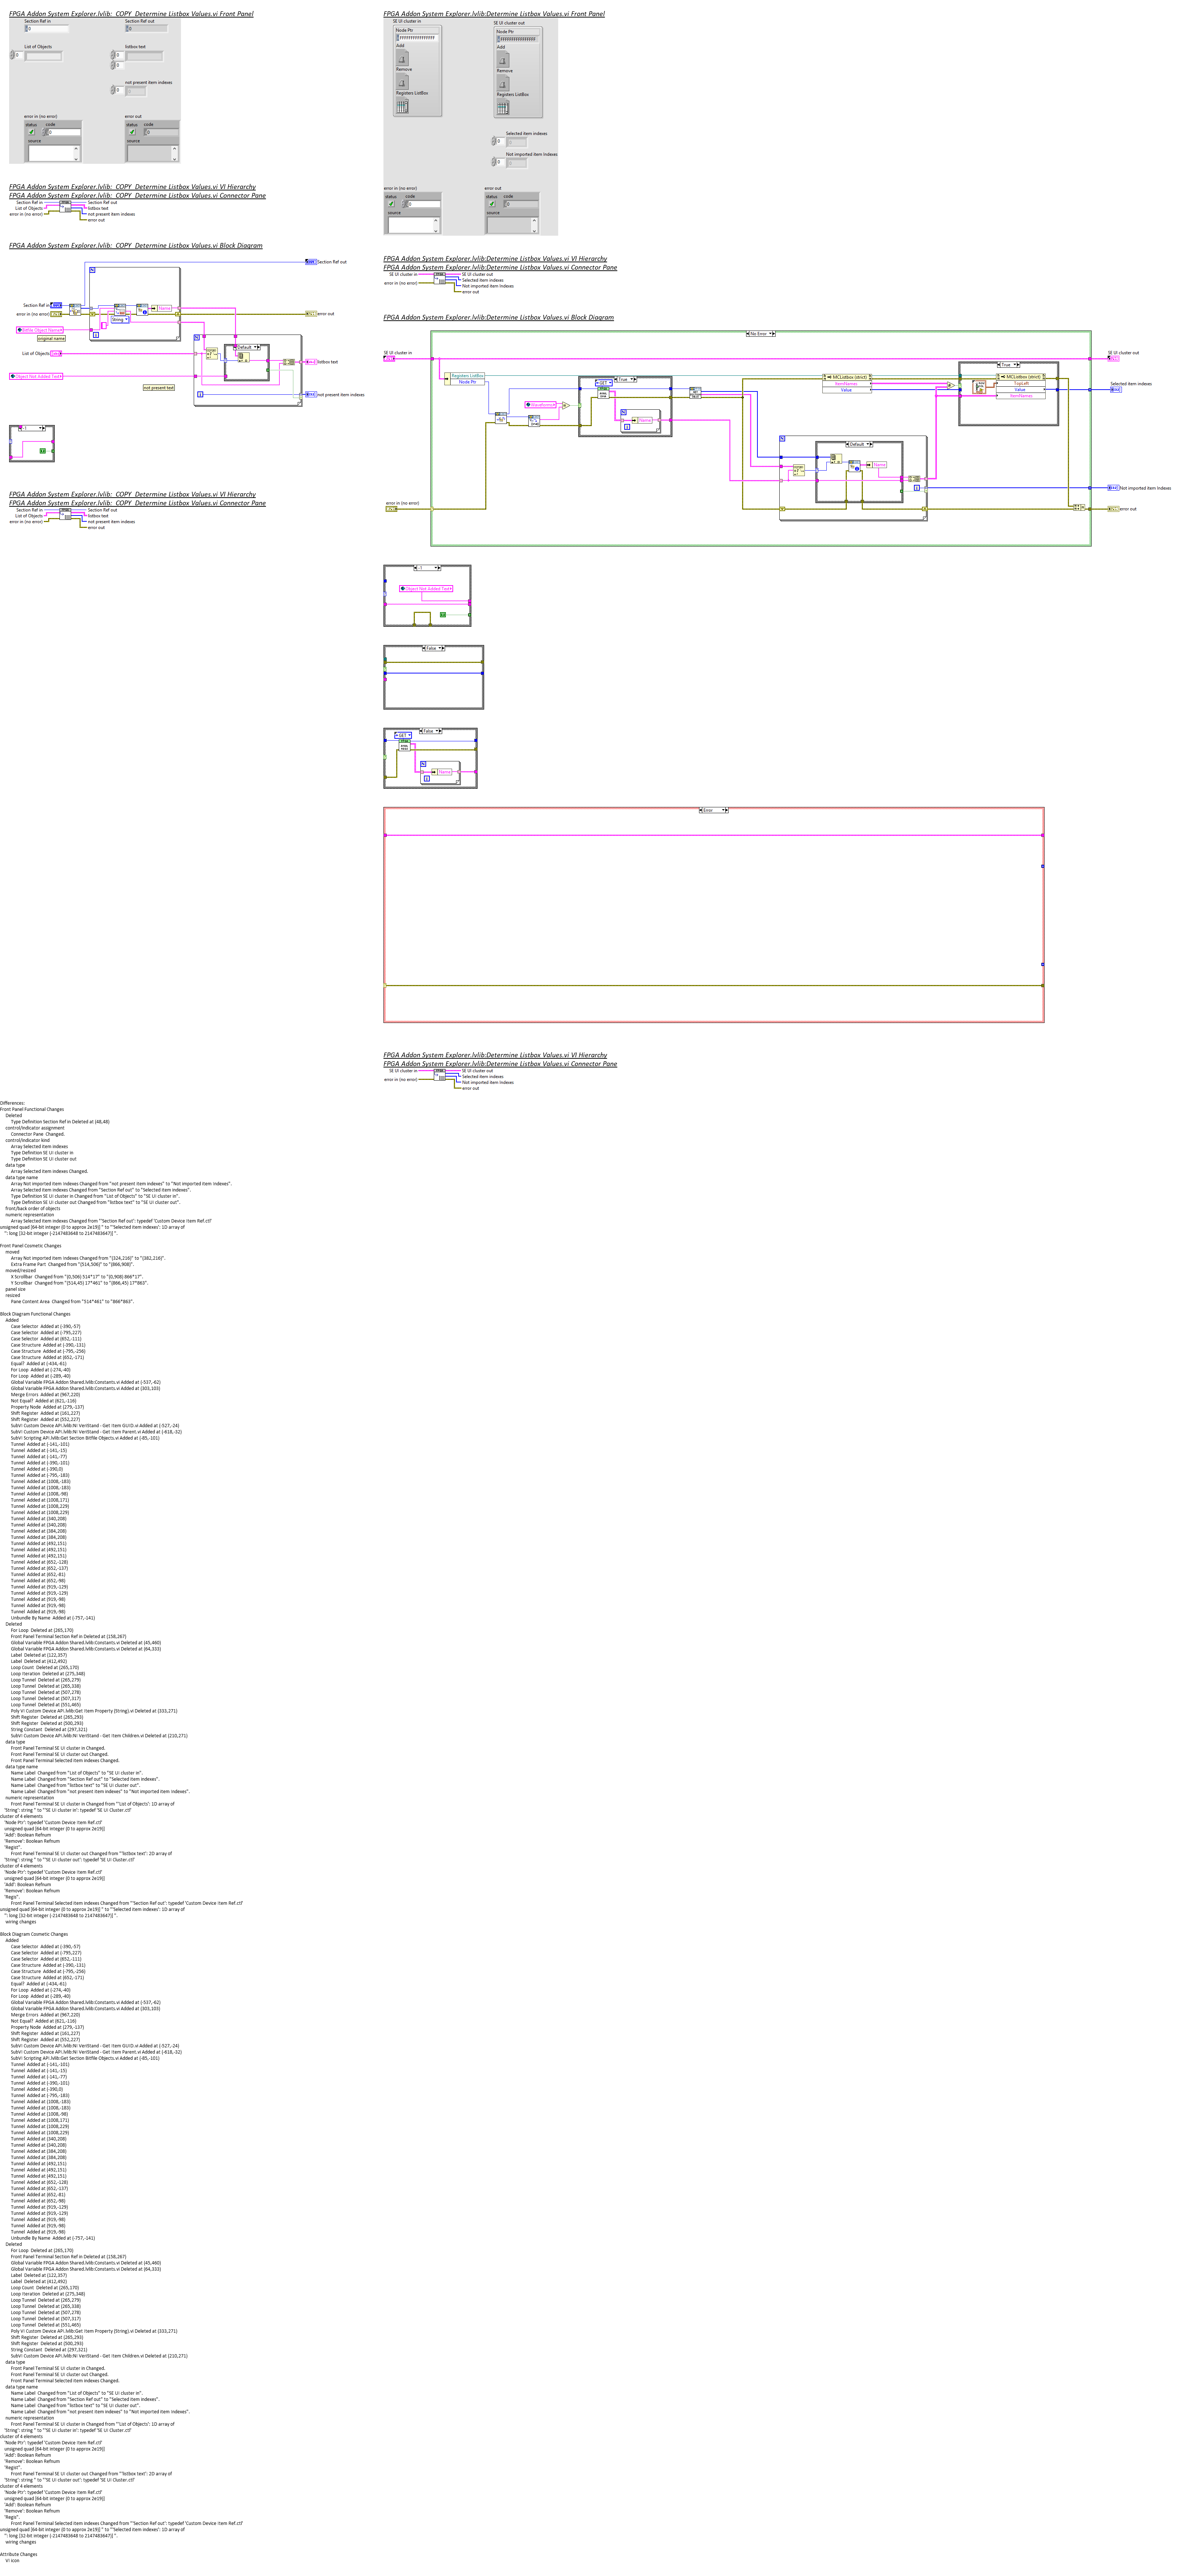 FPGA Addon System Explorer.lvlib:  COPY  Determine Listbox Values.vi Front Panel
Section Ref in
Section Ref out
List of Objects
listbox text
not present item indexes
error in (no error)
status code
source
error out
status code
source
FPGA Addon System Explorer.lvlib:  COPY  Determine Listbox Values.vi VI Hierarchy
FPGA Addon System Explorer.lvlib:  COPY  Determine Listbox Values.vi Connector Pane
Section Ref in
List of Objects
error in (no error)
Section Ref out
listbox text
not present item indexes
error out
FPGA Addon System Explorer.lvlib:  COPY  Determine Listbox Values.vi Block Diagram
Section Ref out
Section Ref in
Name
error in (no error)
error out
String
Bitfile Object Name
original name
Default
List of Objects
listbox text
Object Not Added Text
not present text
not present item indexes
-1
FPGA Addon System Explorer.lvlib:  COPY  Determine Listbox Values.vi VI Hierarchy
FPGA Addon System Explorer.lvlib:  COPY  Determine Listbox Values.vi Connector Pane
Section Ref in
List of Objects
error in (no error)
Section Ref out
listbox text
not present item indexes
error out
FPGA Addon System Explorer.lvlib:Determine Listbox Values.vi Front Panel
SE UI cluster in
Node Ptr
Add
Remove
Registers ListBox
SE UI cluster out
Node Ptr
Add
Remove
Registers ListBox
Selected item indexes
Not imported item indexes
error in (no error)
status code
source
error out
status code
source
FPGA Addon System Explorer.lvlib:Determine Listbox Values.vi VI Hierarchy
FPGA Addon System Explorer.lvlib:Determine Listbox Values.vi Connector Pane
SE UI cluster in
error in (no error)
SE UI cluster out
Selected item indexes
Not imported item indexes
error out
FPGA Addon System Explorer.lvlib:Determine Listbox Values.vi Block Diagram
No Error
SE UI cluster in
SE UI cluster out
Registers ListBox
Node Ptr
GET
True
Name
MCListbox (strict)
ItemNames
Value
True
MCListbox (strict)
TopLeft
Value
ItemNames
Selected item indexes
Default
Name
Not imported item indexes
error in (no error)
error out
-1
Object Not Added Text
False
GET
False
Name
Error
FPGA Addon System Explorer.lvlib:Determine Listbox Values.vi VI Hierarchy
FPGA Addon System Explorer.lvlib:Determine Listbox Values.vi Connector Pane
SE UI cluster in
error in (no error)
SE UI cluster out
Selected item indexes
Not imported item indexes
error out
Differences:
Front Panel Functional Changes
Deleted
Type Definition Section Ref in Deleted at (48,48)
control/indicator assignment
Connector Pane  Changed.
control/indicator kind
Array Selected item indexes
Type Definition SE UI cluster in
Type Definition SE UI cluster out
data type
Array Selected item indexes Changed.
data type name
Array Not imported item indexes Changed from "not present item indexes" to "Not imported item indexes".
Array Selected item indexes Changed from "Section Ref out" to "Selected item indexes".
Type Definition SE UI cluster in Changed from "List of Objects" to "SE UI cluster in".
Type Definition SE UI cluster out Changed from "listbox text" to "SE UI cluster out".
front/back order of objects
numeric representation
Array Selected item indexes Changed from "'Section Ref out': typedef 'Custom Device Item Ref.ctl'
unsigned quad [64-bit integer (0 to approx 2e19)] " to "'Selected item indexes': 1D array of
'': long [32-bit integer (-2147483648 to 2147483647)] ".
Front Panel Cosmetic Changes
moved
Array Not imported item indexes Changed from "(324,216)" to "(382,216)".
Extra Frame Part  Changed from "(514,506)" to "(866,908)".
moved/resized
X Scrollbar  Changed from "(0,506) 514*17" to "(0,908) 866*17".
Y Scrollbar  Changed from "(514,45) 17*461" to "(866,45) 17*863".
panel size
resized
Pane Content Area  Changed from "514*461" to "866*863".
Block Diagram Functional Changes
Added
Case Selector  Added at (-390,-57)
Case Selector  Added at (-795,227)
Case Selector  Added at (652,-111)
Case Structure  Added at (-390,-131)
Case Structure  Added at (-795,-256)
Case Structure  Added at (652,-171)
Equal?  Added at (-434,-61)
For Loop  Added at (-274,-40)
For Loop  Added at (-289,-40)
Global Variable FPGA Addon Shared.lvlib:Constants.vi Added at (-537,-62)
Global Variable FPGA Addon Shared.lvlib:Constants.vi Added at (303,103)
Merge Errors  Added at (967,220)
Not Equal?  Added at (621,-116)
Property Node  Added at (279,-137)
Shift Register  Added at (161,227)
Shift Register  Added at (552,227)
SubVI Custom Device API.lvlib:NI VeriStand - Get Item GUID.vi Added at (-527,-24)
SubVI Custom Device API.lvlib:NI VeriStand - Get Item Parent.vi Added at (-618,-32)
SubVI Scripting API.lvlib:Get Section Bitfile Objects.vi Added at (-85,-101)
Tunnel  Added at (-141,-101)
Tunnel  Added at (-141,-15)
Tunnel  Added at (-141,-77)
Tunnel  Added at (-390,-101)
Tunnel  Added at (-390,0)
Tunnel  Added at (-795,-183)
Tunnel  Added at (1008,-183)
Tunnel  Added at (1008,-183)
Tunnel  Added at (1008,-98)
Tunnel  Added at (1008,171)
Tunnel  Added at (1008,229)
Tunnel  Added at (1008,229)
Tunnel  Added at (340,208)
Tunnel  Added at (340,208)
Tunnel  Added at (384,208)
Tunnel  Added at (384,208)
Tunnel  Added at (492,151)
Tunnel  Added at (492,151)
Tunnel  Added at (492,151)
Tunnel  Added at (652,-128)
Tunnel  Added at (652,-137)
Tunnel  Added at (652,-81)
Tunnel  Added at (652,-98)
Tunnel  Added at (919,-129)
Tunnel  Added at (919,-129)
Tunnel  Added at (919,-98)
Tunnel  Added at (919,-98)
Tunnel  Added at (919,-98)
Unbundle By Name  Added at (-757,-141)
Deleted
For Loop  Deleted at (265,170)
Front Panel Terminal Section Ref in Deleted at (158,267)
Global Variable FPGA Addon Shared.lvlib:Constants.vi Deleted at (45,460)
Global Variable FPGA Addon Shared.lvlib:Constants.vi Deleted at (64,333)
Label  Deleted at (122,357)
Label  Deleted at (412,492)
Loop Count  Deleted at (265,170)
Loop Iteration  Deleted at (275,348)
Loop Tunnel  Deleted at (265,279)
Loop Tunnel  Deleted at (265,338)
Loop Tunnel  Deleted at (507,278)
Loop Tunnel  Deleted at (507,317)
Loop Tunnel  Deleted at (551,465)
Poly VI Custom Device API.lvlib:Get Item Property (String).vi Deleted at (333,271)
Shift Register  Deleted at (265,293)
Shift Register  Deleted at (500,293)
String Constant  Deleted at (297,321)
SubVI Custom Device API.lvlib:NI VeriStand - Get Item Children.vi Deleted at (210,271)
data type
Front Panel Terminal SE UI cluster in Changed.
Front Panel Terminal SE UI cluster out Changed.
Front Panel Terminal Selected item indexes Changed.
data type name
Name Label  Changed from "List of Objects" to "SE UI cluster in".
Name Label  Changed from "Section Ref out" to "Selected item indexes".
Name Label  Changed from "listbox text" to "SE UI cluster out".
Name Label  Changed from "not present item indexes" to "Not imported item indexes".
numeric representation
Front Panel Terminal SE UI cluster in Changed from "'List of Objects': 1D array of
'String': string " to "'SE UI cluster in': typedef 'SE UI Cluster.ctl'
cluster of 4 elements
'Node Ptr': typedef 'Custom Device Item Ref.ctl'
unsigned quad [64-bit integer (0 to approx 2e19)]
'Add': Boolean Refnum
'Remove': Boolean Refnum
'Regist".
Front Panel Terminal SE UI cluster out Changed from "'listbox text': 2D array of
'String': string " to "'SE UI cluster out': typedef 'SE UI Cluster.ctl'
cluster of 4 elements
'Node Ptr': typedef 'Custom Device Item Ref.ctl'
unsigned quad [64-bit integer (0 to approx 2e19)]
'Add': Boolean Refnum
'Remove': Boolean Refnum
'Regis".
Front Panel Terminal Selected item indexes Changed from "'Section Ref out': typedef 'Custom Device Item Ref.ctl'
unsigned quad [64-bit integer (0 to approx 2e19)] " to "'Selected item indexes': 1D array of
'': long [32-bit integer (-2147483648 to 2147483647)] ".
wiring changes
Block Diagram Cosmetic Changes
Added
Case Selector  Added at (-390,-57)
Case Selector  Added at (-795,227)
Case Selector  Added at (652,-111)
Case Structure  Added at (-390,-131)
Case Structure  Added at (-795,-256)
Case Structure  Added at (652,-171)
Equal?  Added at (-434,-61)
For Loop  Added at (-274,-40)
For Loop  Added at (-289,-40)
Global Variable FPGA Addon Shared.lvlib:Constants.vi Added at (-537,-62)
Global Variable FPGA Addon Shared.lvlib:Constants.vi Added at (303,103)
Merge Errors  Added at (967,220)
Not Equal?  Added at (621,-116)
Property Node  Added at (279,-137)
Shift Register  Added at (161,227)
Shift Register  Added at (552,227)
SubVI Custom Device API.lvlib:NI VeriStand - Get Item GUID.vi Added at (-527,-24)
SubVI Custom Device API.lvlib:NI VeriStand - Get Item Parent.vi Added at (-618,-32)
SubVI Scripting API.lvlib:Get Section Bitfile Objects.vi Added at (-85,-101)
Tunnel  Added at (-141,-101)
Tunnel  Added at (-141,-15)
Tunnel  Added at (-141,-77)
Tunnel  Added at (-390,-101)
Tunnel  Added at (-390,0)
Tunnel  Added at (-795,-183)
Tunnel  Added at (1008,-183)
Tunnel  Added at (1008,-183)
Tunnel  Added at (1008,-98)
Tunnel  Added at (1008,171)
Tunnel  Added at (1008,229)
Tunnel  Added at (1008,229)
Tunnel  Added at (340,208)
Tunnel  Added at (340,208)
Tunnel  Added at (384,208)
Tunnel  Added at (384,208)
Tunnel  Added at (492,151)
Tunnel  Added at (492,151)
Tunnel  Added at (492,151)
Tunnel  Added at (652,-128)
Tunnel  Added at (652,-137)
Tunnel  Added at (652,-81)
Tunnel  Added at (652,-98)
Tunnel  Added at (919,-129)
Tunnel  Added at (919,-129)
Tunnel  Added at (919,-98)
Tunnel  Added at (919,-98)
Tunnel  Added at (919,-98)
Unbundle By Name  Added at (-757,-141)
Deleted
For Loop  Deleted at (265,170)
Front Panel Terminal Section Ref in Deleted at (158,267)
Global Variable FPGA Addon Shared.lvlib:Constants.vi Deleted at (45,460)
Global Variable FPGA Addon Shared.lvlib:Constants.vi Deleted at (64,333)
Label  Deleted at (122,357)
Label  Deleted at (412,492)
Loop Count  Deleted at (265,170)
Loop Iteration  Deleted at (275,348)
Loop Tunnel  Deleted at (265,279)
Loop Tunnel  Deleted at (265,338)
Loop Tunnel  Deleted at (507,278)
Loop Tunnel  Deleted at (507,317)
Loop Tunnel  Deleted at (551,465)
Poly VI Custom Device API.lvlib:Get Item Property (String).vi Deleted at (333,271)
Shift Register  Deleted at (265,293)
Shift Register  Deleted at (500,293)
String Constant  Deleted at (297,321)
SubVI Custom Device API.lvlib:NI VeriStand - Get Item Children.vi Deleted at (210,271)
data type
Front Panel Terminal SE UI cluster in Changed.
Front Panel Terminal SE UI cluster out Changed.
Front Panel Terminal Selected item indexes Changed.
data type name
Name Label  Changed from "List of Objects" to "SE UI cluster in".
Name Label  Changed from "Section Ref out" to "Selected item indexes".
Name Label  Changed from "listbox text" to "SE UI cluster out".
Name Label  Changed from "not present item indexes" to "Not imported item indexes".
numeric representation
Front Panel Terminal SE UI cluster in Changed from "'List of Objects': 1D array of
'String': string " to "'SE UI cluster in': typedef 'SE UI Cluster.ctl'
cluster of 4 elements
'Node Ptr': typedef 'Custom Device Item Ref.ctl'
unsigned quad [64-bit integer (0 to approx 2e19)]
'Add': Boolean Refnum
'Remove': Boolean Refnum
'Regist".
Front Panel Terminal SE UI cluster out Changed from "'listbox text': 2D array of
'String': string " to "'SE UI cluster out': typedef 'SE UI Cluster.ctl'
cluster of 4 elements
'Node Ptr': typedef 'Custom Device Item Ref.ctl'
unsigned quad [64-bit integer (0 to approx 2e19)]
'Add': Boolean Refnum
'Remove': Boolean Refnum
'Regis".
Front Panel Terminal Selected item indexes Changed from "'Section Ref out': typedef 'Custom Device Item Ref.ctl'
unsigned quad [64-bit integer (0 to approx 2e19)] " to "'Selected item indexes': 1D array of
'': long [32-bit integer (-2147483648 to 2147483647)] ".
wiring changes
Attribute Changes
VI icon